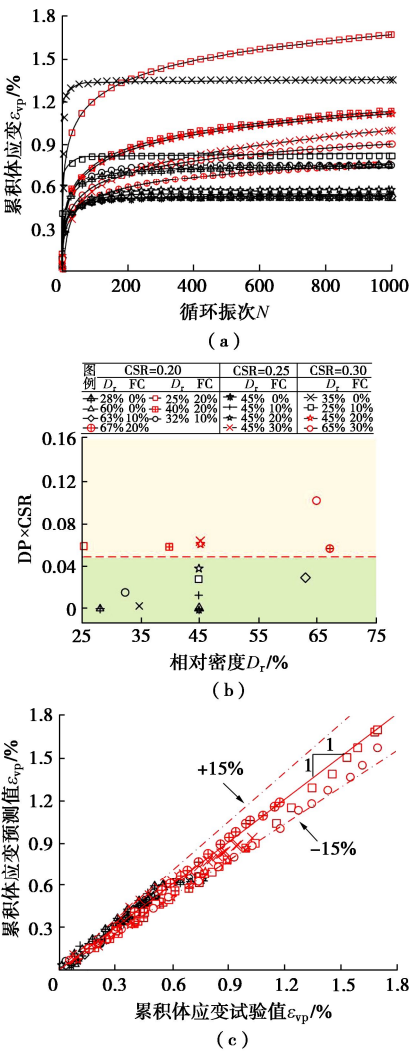 1.8
1.5
1.2
0.9
0.6
0.3
0 200 400 600 800 1000
累积体应变εvp/%
循环振次N
(a)
图例 CSR=0.20 CSR=0.25 CSR=0.30
Dr FC Dr FC Dr FC Dr FC
28% 0% 25% 20% 45% 0% 35% 0%
60% 0% 40% 20% 45% 10% 25% 10%
63% 10% 32% 10% 45% 20% 45% 20%
67% 20% 45% 30% 65% 30%
0.16
0.12
0.08
0.04
0
25 35 45 55 65 75
DP×CSR
相对密度Dr/%
(b)
1.8
1.5
1.2
0.9
0.6
0.3
0 0.3 0.6 0.9 1.2 1.5 1.8
+15%
1
1
−15%
累积体应变预测值εvp/%
累积体应变试验值εvp/%
(c)